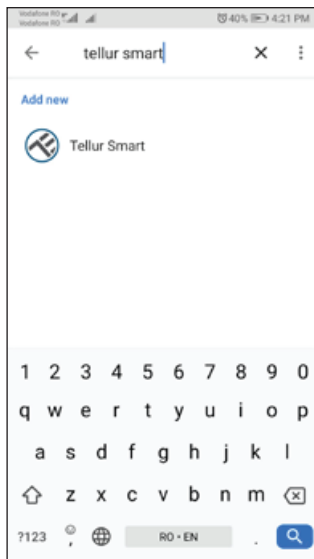 Vodafone RO
Vodafone RO
40% 4:21 PM
tellur smart
Add new
Tellur Smart
1 2 3 4 5 6 7 8 9 0
q w e r t y u i o p
a s d f g h j k l
z x c v b n m
?123 , RO • EN .